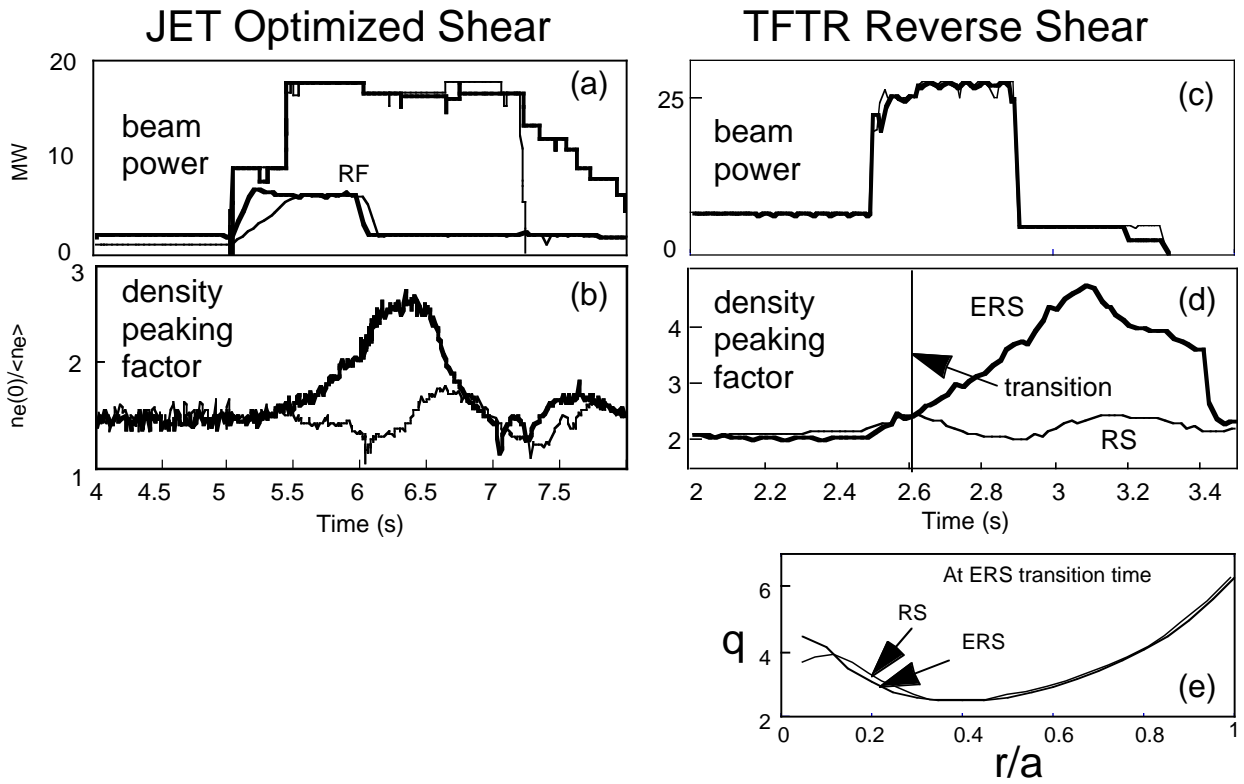 JET Optimized Shear
TFTR Reverse Shear
20
(a)
beam
power
MW
10
RF
0
25
(c)
beam
power
0
3
density
peaking
factor
(b)
2
ne(0)/<ne>
1
4 4.5 5 5.5 6 6.5 7 7.5
Time (s)
density
peaking
factor
ERS
(d)
4
transition
3
2
RS
2 2.2 2.4 2.6 2.8 3 3.2 3.4
Time (s)
At ERS transition time
6
RS
ERS
q
4
(e)
2
0 0.2 0.4 0.6 0.8 1
r/a